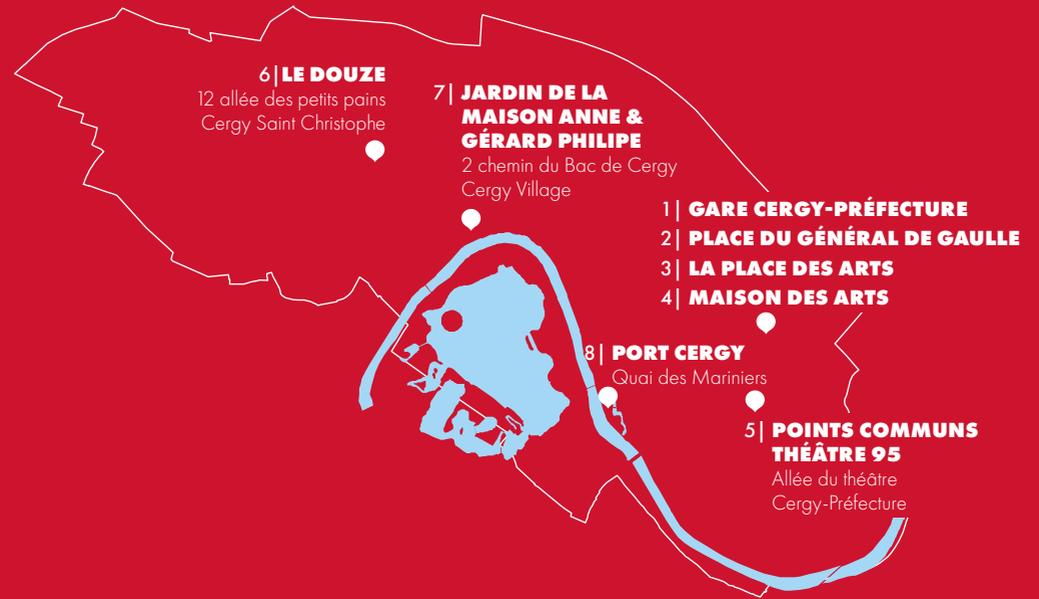 6| LE DOUZE
12 allée des petits pains
Cergy Saint Christophe
7| JARDIN DE LA
MAISON ANNE &
GÉRARD PHILIPE
2 chemin du Bac de Cergy
Cergy Village
1| GARE CERGY-PRÉFECTURE
2| PLACE DU GÉNÉRAL DE GAULLE
3| LA PLACE DES ARTS
4| MAISON DES ARTS
8| PORT CERGY
Quai des Mariniers
5| POINTS COMMUNS
THÉÂTRE 95
Allée du théâtre
Cergy-Préfecture